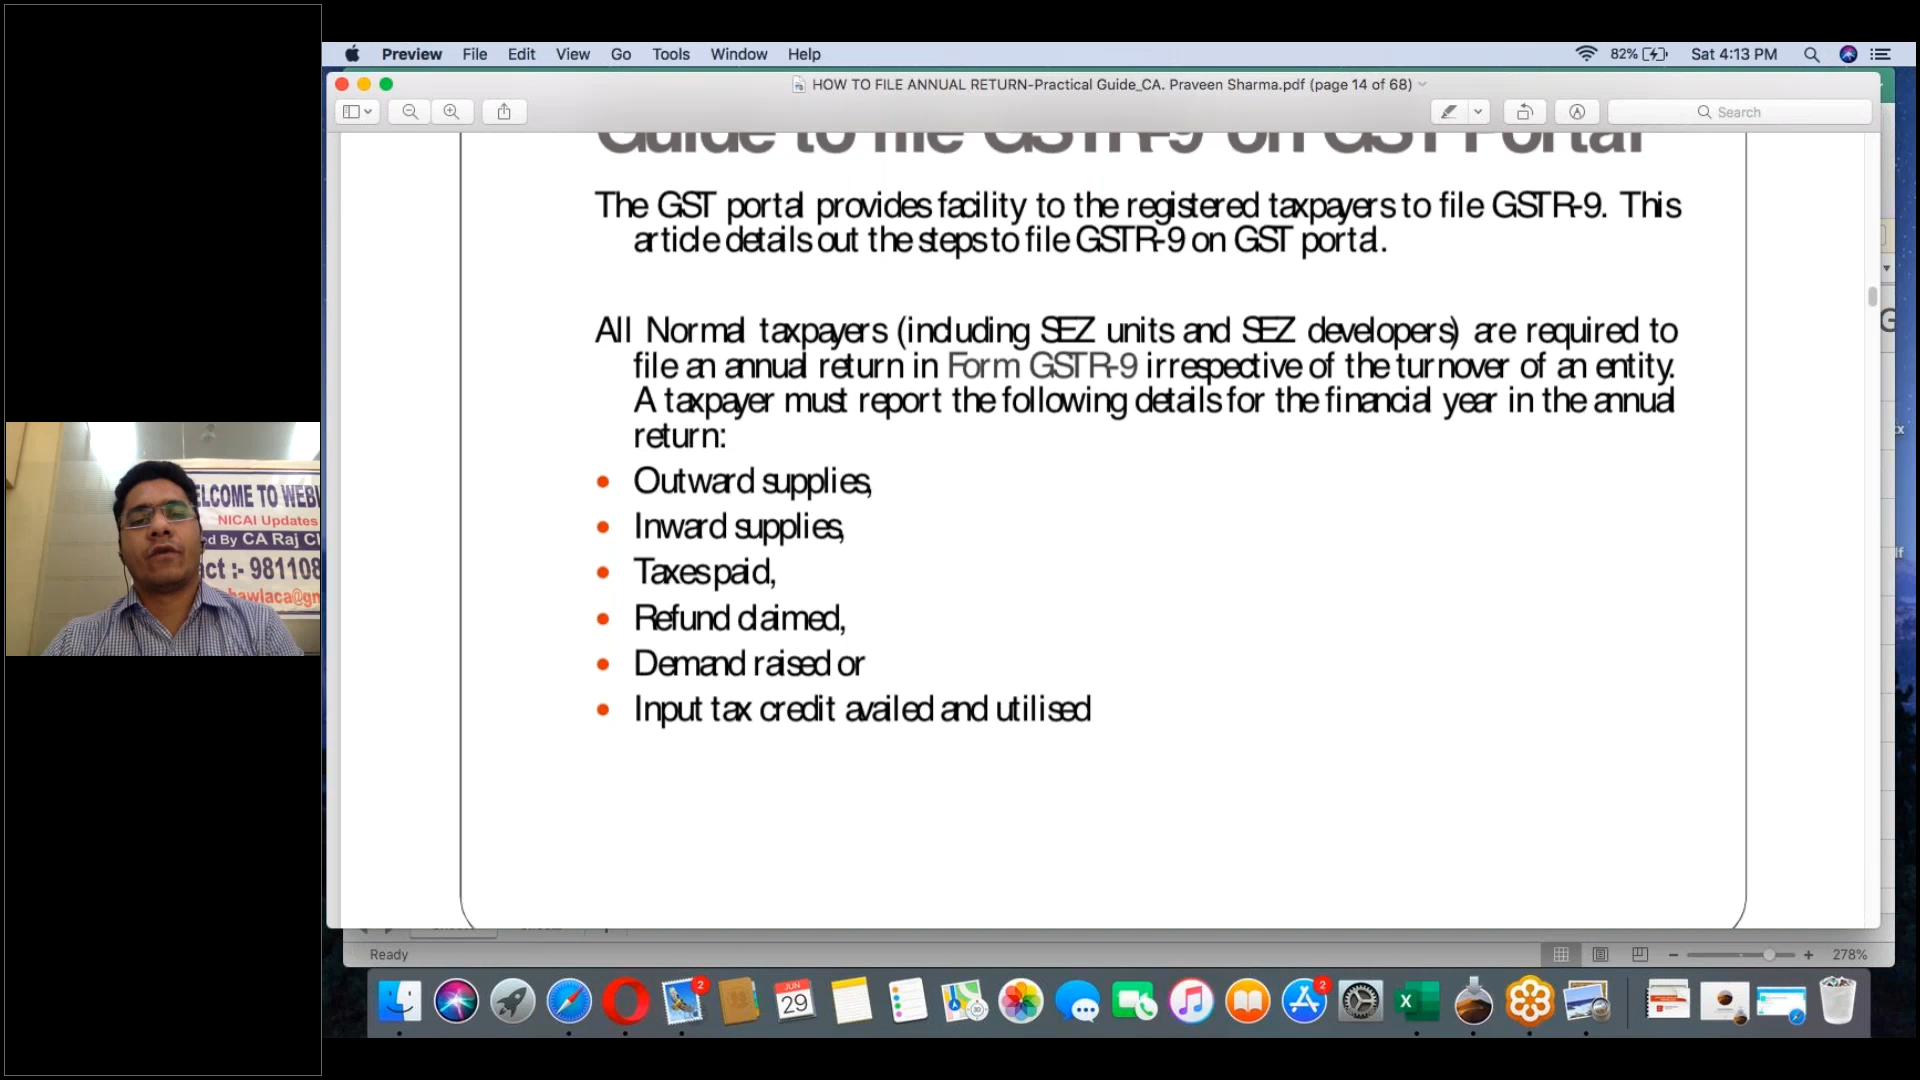 Preview File Edit View Go Tools Window Help
82% Sat 4:13 PM
HOW TO FILE ANNUAL RETURN-Practical Guide_CA. Praveen Sharma.pdf (page 14 of 68)
Search
Guide to file GSTR-9 on GST Portal
The GST portal provides facility to the registered taxpayers to file GSTR-9. This
article details out the steps to file GSTR-9 on GST portal.
All Normal taxpayers (including SEZ units and SEZ developers) are required to
file an annual return in Form GSTR-9 irrespective of the turnover of an entity.
A taxpayer must report the following details for the financial year in the annual
return:
• Outward supplies,
• Inward supplies,
• Taxes paid,
• Refund claimed,
• Demand raised or
• Input tax credit availed and utilised
ELCOME TO
NICAI Updates
d By CA Raj
:- 981108
Ready
278%
2
JUN
29
2